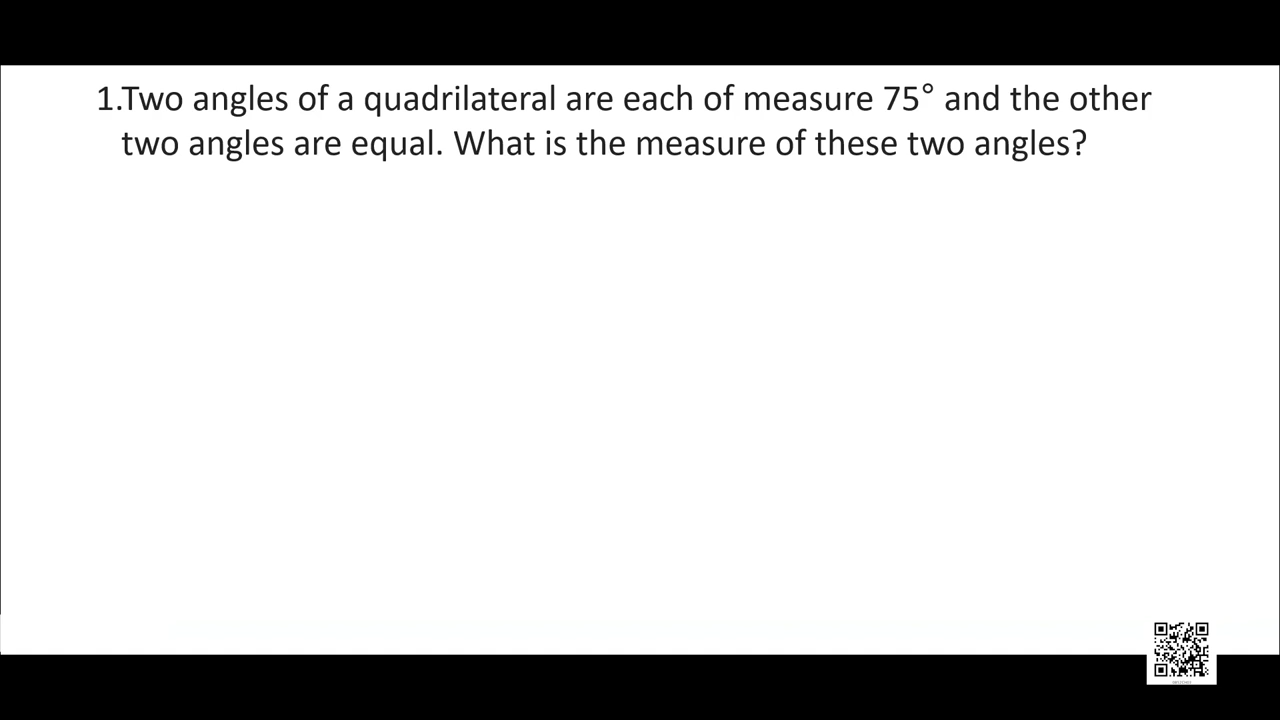 1.Two angles of a quadrilateral are each of measure 75° and the other
two angles are equal. What is the measure of these two angles?